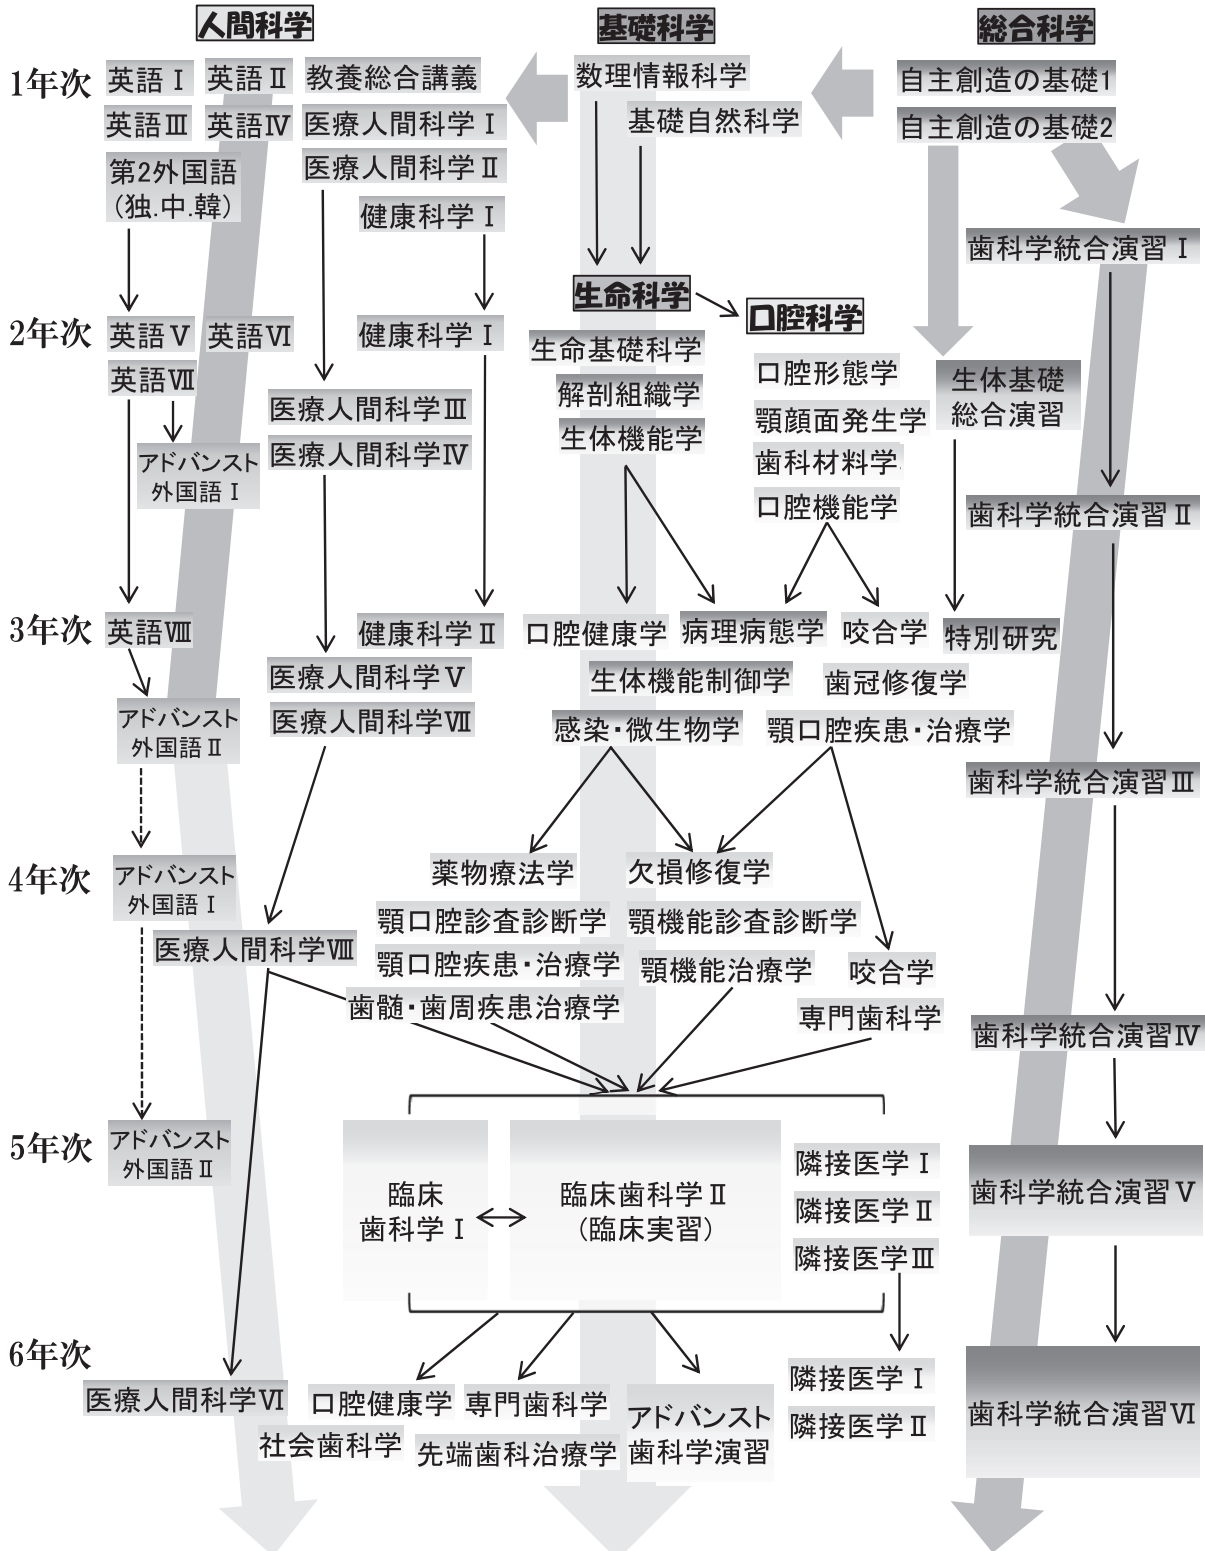 人間科学
基礎科学
総合科学
1年次
英語Ⅰ
英語Ⅱ
教養総合講義
数理情報科学
自主創造の基礎1
英語Ⅲ
英語Ⅳ
医療人間科学Ⅰ
基礎自然科学
自主創造の基礎2
第2外国語
(独.中.韓)
医療人間科学Ⅱ
健康科学Ⅰ
歯科学統合演習Ⅰ
生命科学
口腔科学
2年次
英語Ⅴ
英語Ⅵ
健康科学Ⅰ
生命基礎科学
口腔形態学
生体基礎
総合演習
英語Ⅶ
医療人間科学Ⅲ
解剖組織学
顎顔面発生学
医療人間科学Ⅳ
生体機能学
歯科材料学
アドバンスト
外国語Ⅰ
口腔機能学
歯科学統合演習Ⅱ
3年次
英語Ⅷ
健康科学Ⅱ
口腔健康学
病理病態学
咬合学
特別研究
医療人間科学Ⅴ
生体機能制御学
歯冠修復学
医療人間科学Ⅶ
感染・微生物学
顎口腔疾患・治療学
アドバンスト
外国語Ⅱ
歯科学統合演習Ⅲ
4年次
アドバンスト
外国語Ⅰ
薬物療法学
欠損修復学
顎口腔診査診断学
顎機能診査診断学
医療人間科学Ⅷ
顎口腔疾患・治療学
顎機能治療学
咬合学
歯髄・歯周疾患治療学
専門歯科学
歯科学統合演習Ⅳ
5年次
アドバンスト
外国語Ⅱ
臨床
歯科学Ⅰ
臨床歯科学Ⅱ
(臨床実習)
隣接医学Ⅰ
隣接医学Ⅱ
隣接医学Ⅲ
歯科学統合演習Ⅴ
6年次
医療人間科学Ⅵ
口腔健康学
専門歯科学
アドバンスト
歯科学演習
隣接医学Ⅰ
隣接医学Ⅱ
社会歯科学
先端歯科治療学
歯科学統合演習Ⅵ